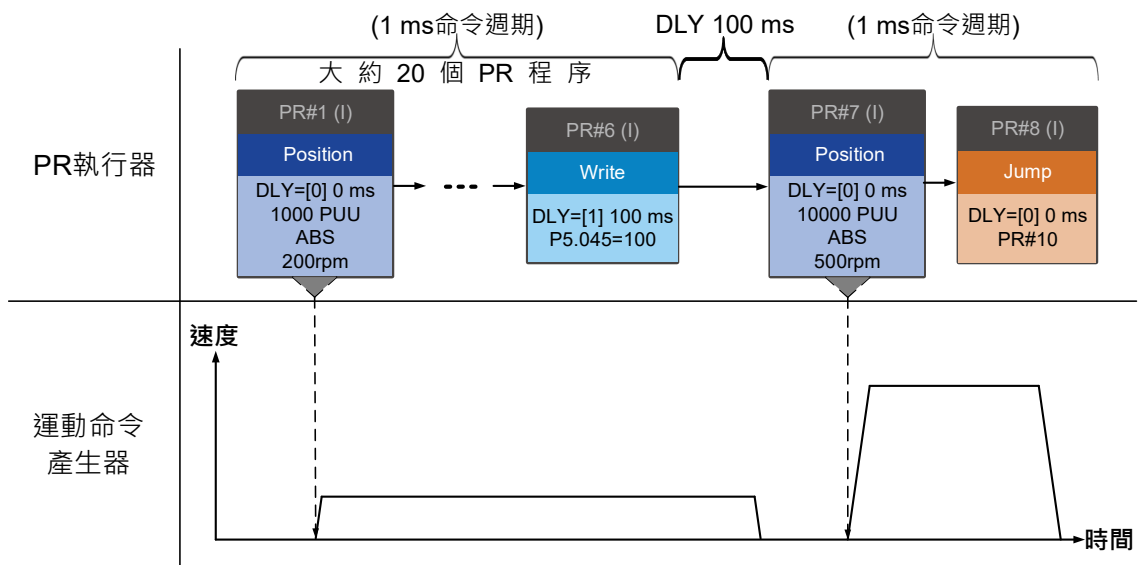 (1 ms命令週期)
DLY 100 ms
(1 ms命令週期)
大約20個PR程序
PR執行器
PR#1 (I)
Position
DLY=[0] 0 ms
1000 PUU
ABS
200rpm
PR#6 (I)
Write
DLY=[1] 100 ms
P5.045=100
PR#7 (I)
Position
DLY=[0] 0 ms
10000 PUU
ABS
500rpm
PR#8 (I)
Jump
DLY=[0] 0 ms
PR#10
運動命令
產生器
速度
時間